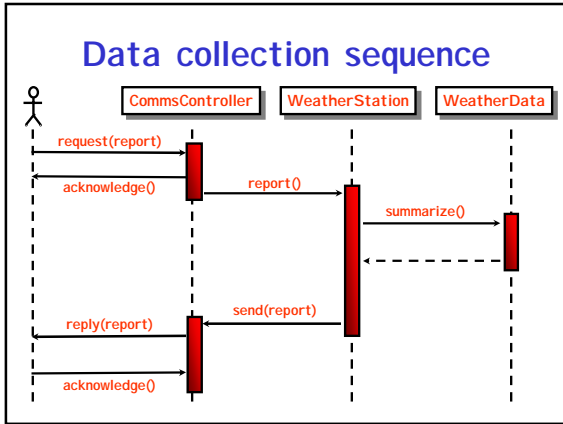 Data collection sequence
CommsController
WeatherStation
WeatherData
request(report)
acknowledge()
report()
summarize()
send(report)
reply(report)
acknowledge()